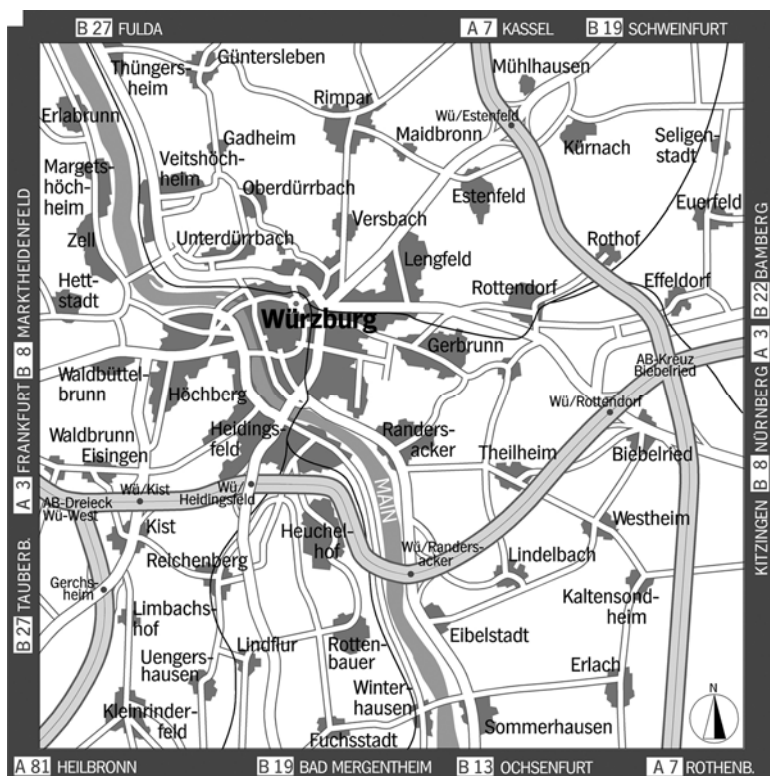 B 27 FULDA
A 7 KASSEL
B 19 SCHWEINFURT
Thüngers-
heim
Güntersleben
Mühlhausen
Erlabrunn
Rimpar
Wü/Estenfeld
Gadheim
Maidbronn
Kürnach
Seligen-
stadt
Margets-
höch-
heim
Veitshöch-
heim
Oberdürrbach
Estenfeld
Euerfeld
Versbach
Zell
Unterdürrbach
Lengfeld
Rothof
Hett-
stadt
Rottendorf
Effeldorf
Würzburg
Gerbrunn
AB-Kreuz
Biebelried
Waldbüttel-
brunn
Höchberg
Wü/Rottendorf
Heidings-
feld
Randers-
acker
Waldbrunn
Eisingen
Theilheim
Biebelried
Wü/Kist
Wü/
Heidingsfeld
MAIN
AB-Dreieck
Wü-West
Kist
Heuchel-
hof
Westheim
Reichenberg
Wü/Randers-
acker
Lindelbach
Gerchs-
heim
Kaltensond-
heim
Limbachs-
hof
Lindflur
Rotten-
bauer
Eibelstadt
Uengers-
hausen
Erlach
Winter-
hausen
Kleinrinder-
feld
Fuchsstadt
Sommerhausen
N
B 8 MARKTHEIDENFELD
A 3 FRANKFURT
B 27 TAUBERB.
B 22 BAMBERG
A 3
B 8 NÜRNBERG
KITZINGEN
A 81 HEILBRONN
B 19 BAD MERGENTHEIM
B 13 OCHSENFURT
A 7 ROTHENB.